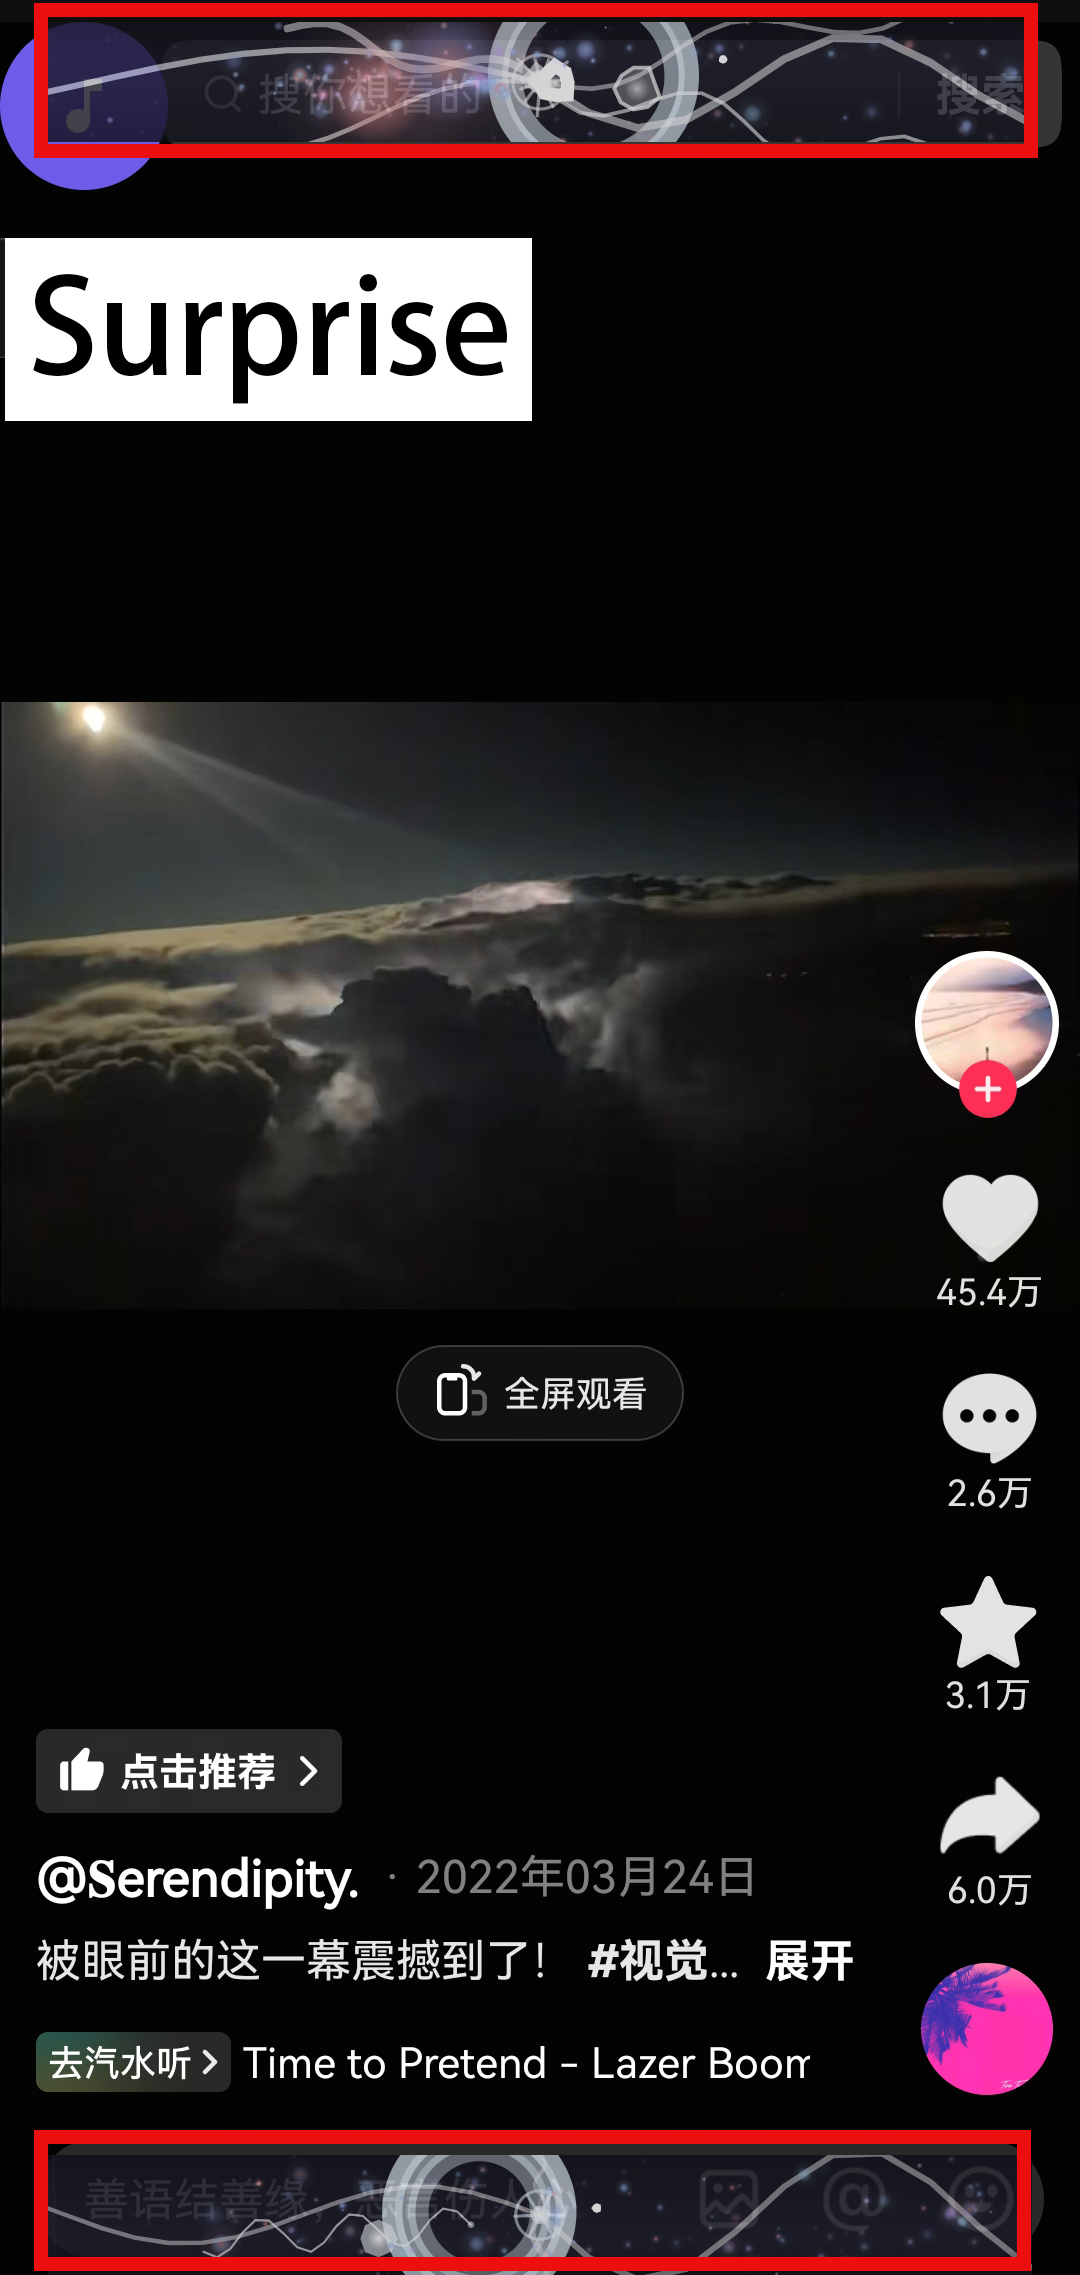 搜你想看的
搜索
Surprise
45.4万
全屏观看
2.6万
3.1万
点击推荐
6.0万
@Serendipity. · 2022年03月24日
被眼前的这一幕震撼到了！ #视觉... 展开
去汽水听 Time to Pretend - Lazer Boom
善语结善缘，恶言伤人心